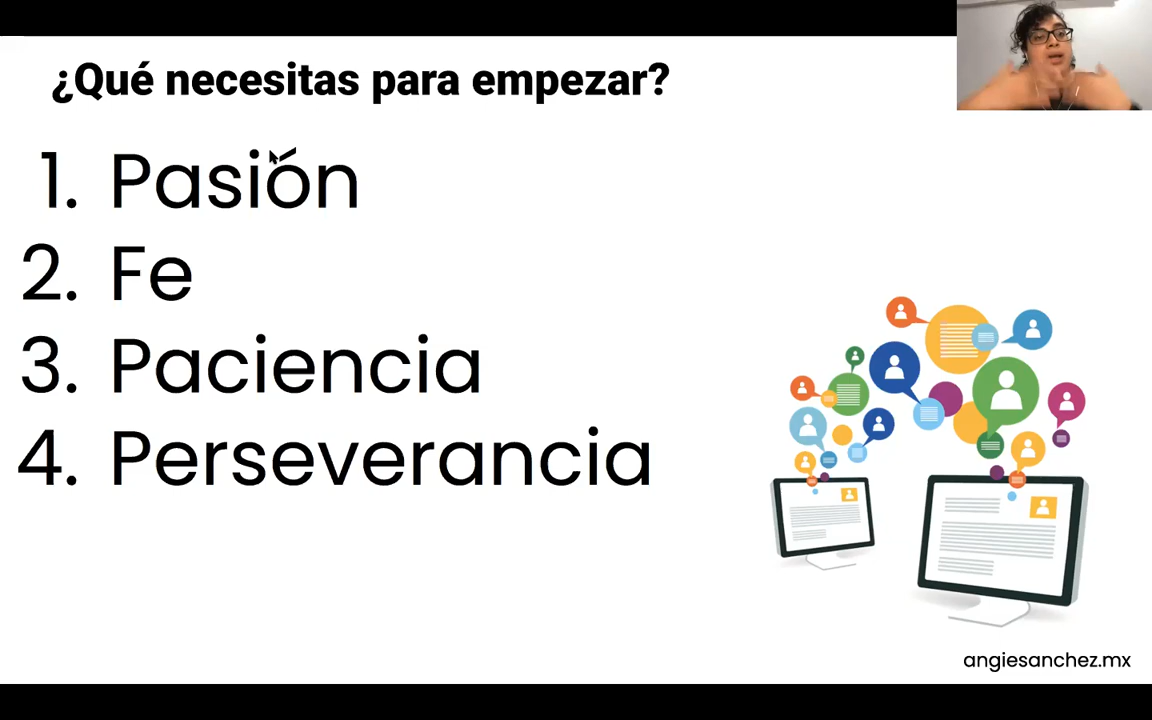 ¿Qué necesitas para empezar?
1. Pasión
2. Fe
3. Paciencia
4. Perseverancia
angiesanchez.mx